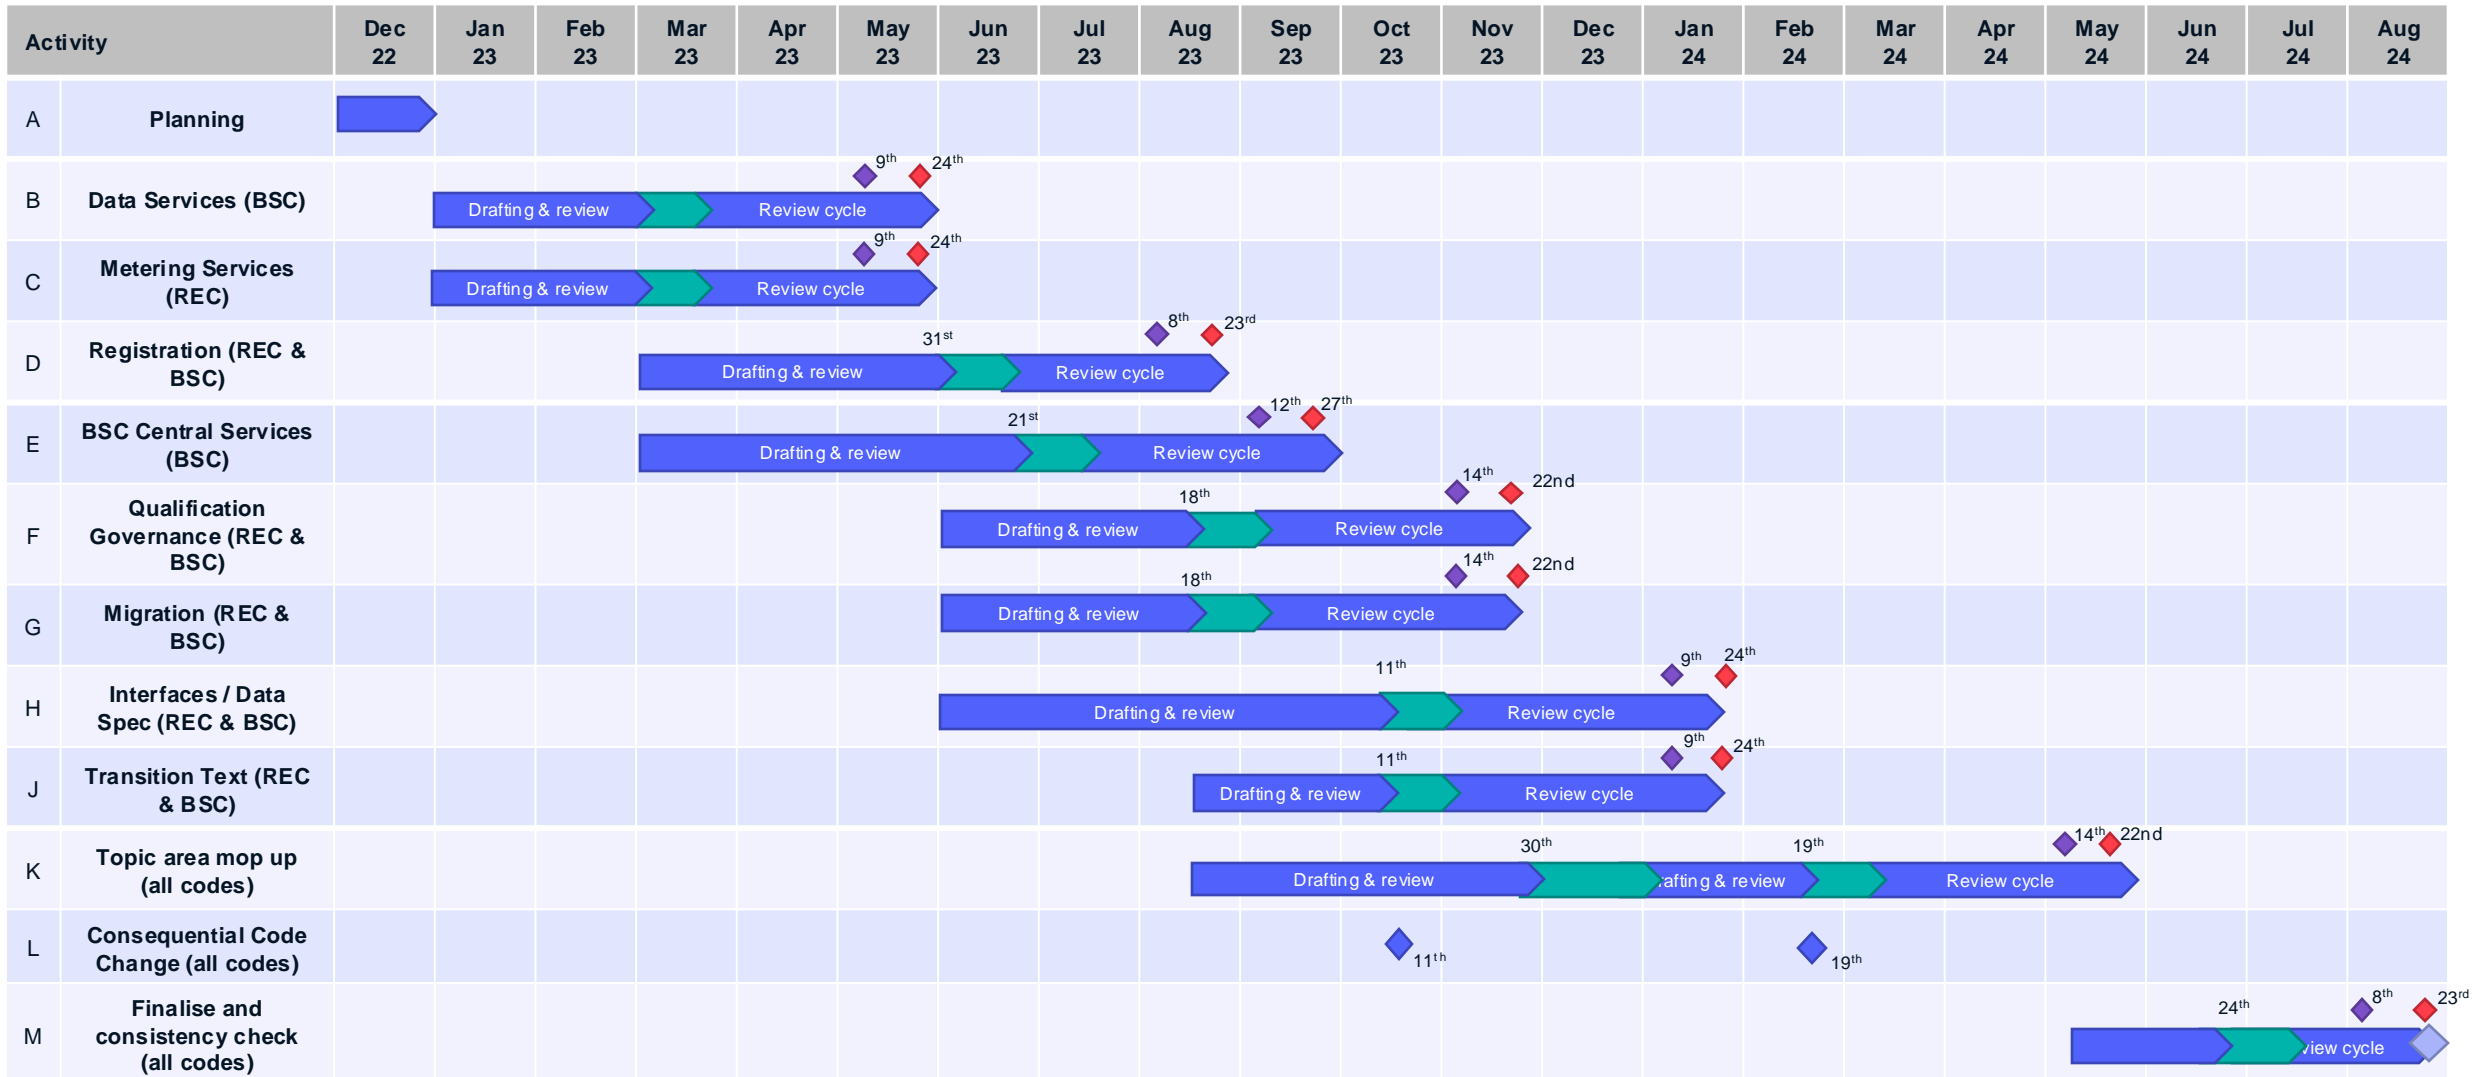 Activity
Dec 22
Jan 23
Feb 23
Mar 23
Apr 23
May 23
Jun 23
Jul 23
Aug 23
Sep 23
Oct 23
Nov 23
Dec 23
Jan 24
Feb 24
Mar 24
Apr 24
May 24
Jun 24
Jul 24
Aug 24
A
Planning
B
Data Services (BSC)
9th
24th
Drafting & review
Review cycle
C
Metering Services
(REC)
9th
24th
Drafting & review
Review cycle
D
Registration (REC &
BSC)
31st
8th
23rd
Drafting & review
Review cycle
E
BSC Central Services
(BSC)
21st
12th
27th
Drafting & review
Review cycle
F
Qualification
Governance (REC &
BSC)
18th
14th
22nd
Drafting & review
Review cycle
G
Migration (REC &
BSC)
18th
14th
22nd
Drafting & review
Review cycle
H
Interfaces / Data
Spec (REC & BSC)
11th
9th
24th
Drafting & review
Review cycle
J
Transition Text (REC
& BSC)
11th
9th
24th
Drafting & review
Review cycle
K
Topic area mop up
(all codes)
30th
19th
14th
22nd
Drafting & review
rafting & review
Review cycle
L
Consequential Code
Change (all codes)
11th
19th
M
Finalise and
consistency check
(all codes)
24th
8th
23rd
view cycle